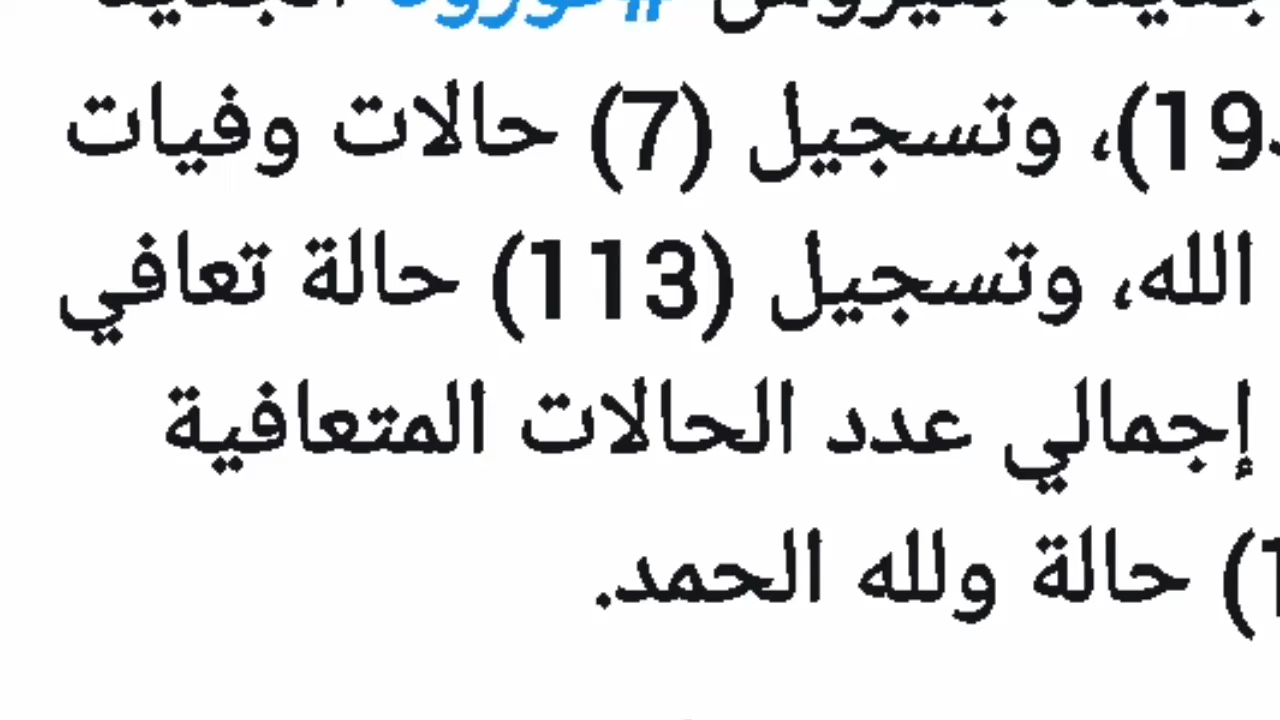 19)، وتسجيل (7) حالات وفيات
الله، وتسجيل (113) حالة تعافي
إجمالي عدد الحالات المتعافية
) حالة ولله الحمد.